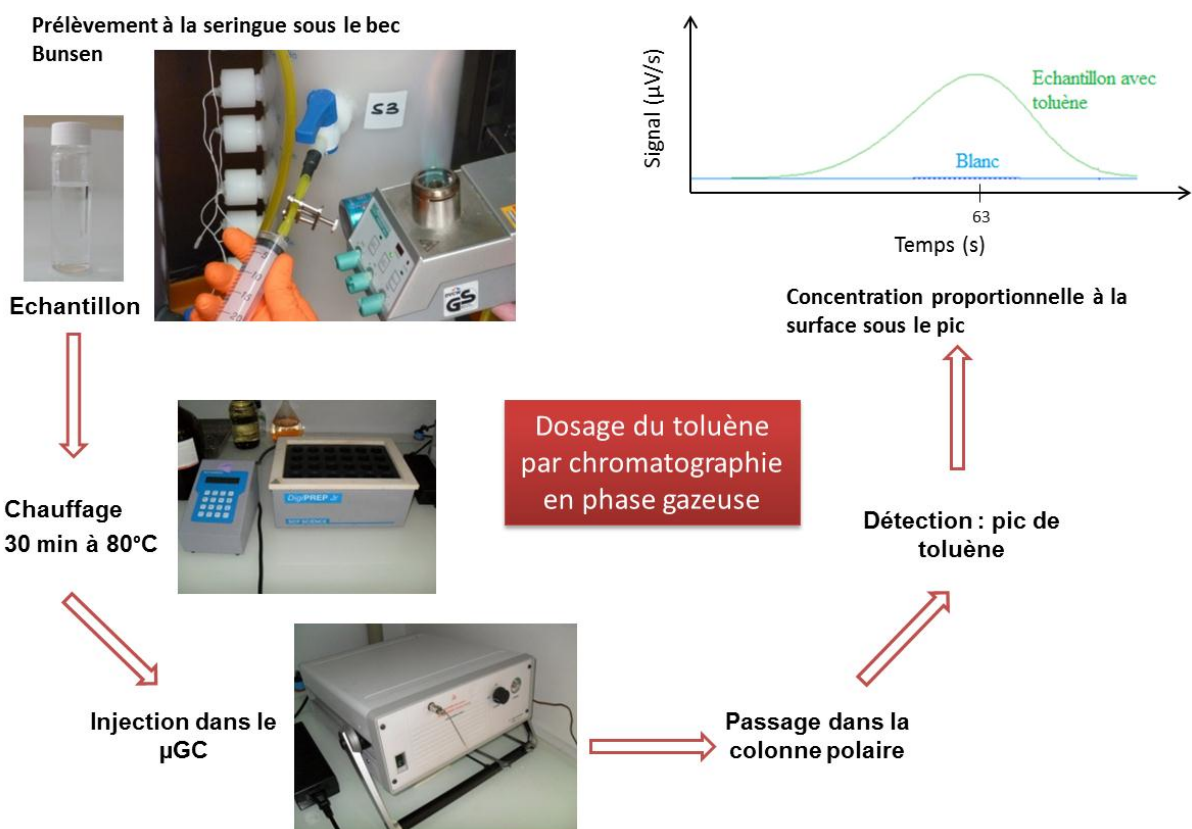 Prélèvement à la seringue sous le bec
Bunsen
S3
GS
Echantillon
Signal (µV/s)
Echantillon avec
toluène
Blanc
63
Temps (s)
Concentration proportionnelle à la
surface sous le pic
Dosage du toluène
par chromatographie
en phase gazeuse
Chauffage
30 min à 80°C
DigiPREP Jr
SCP SCIENCE
Détection : pic de
toluène
Injection dans le
µGC
Passage dans la
colonne polaire